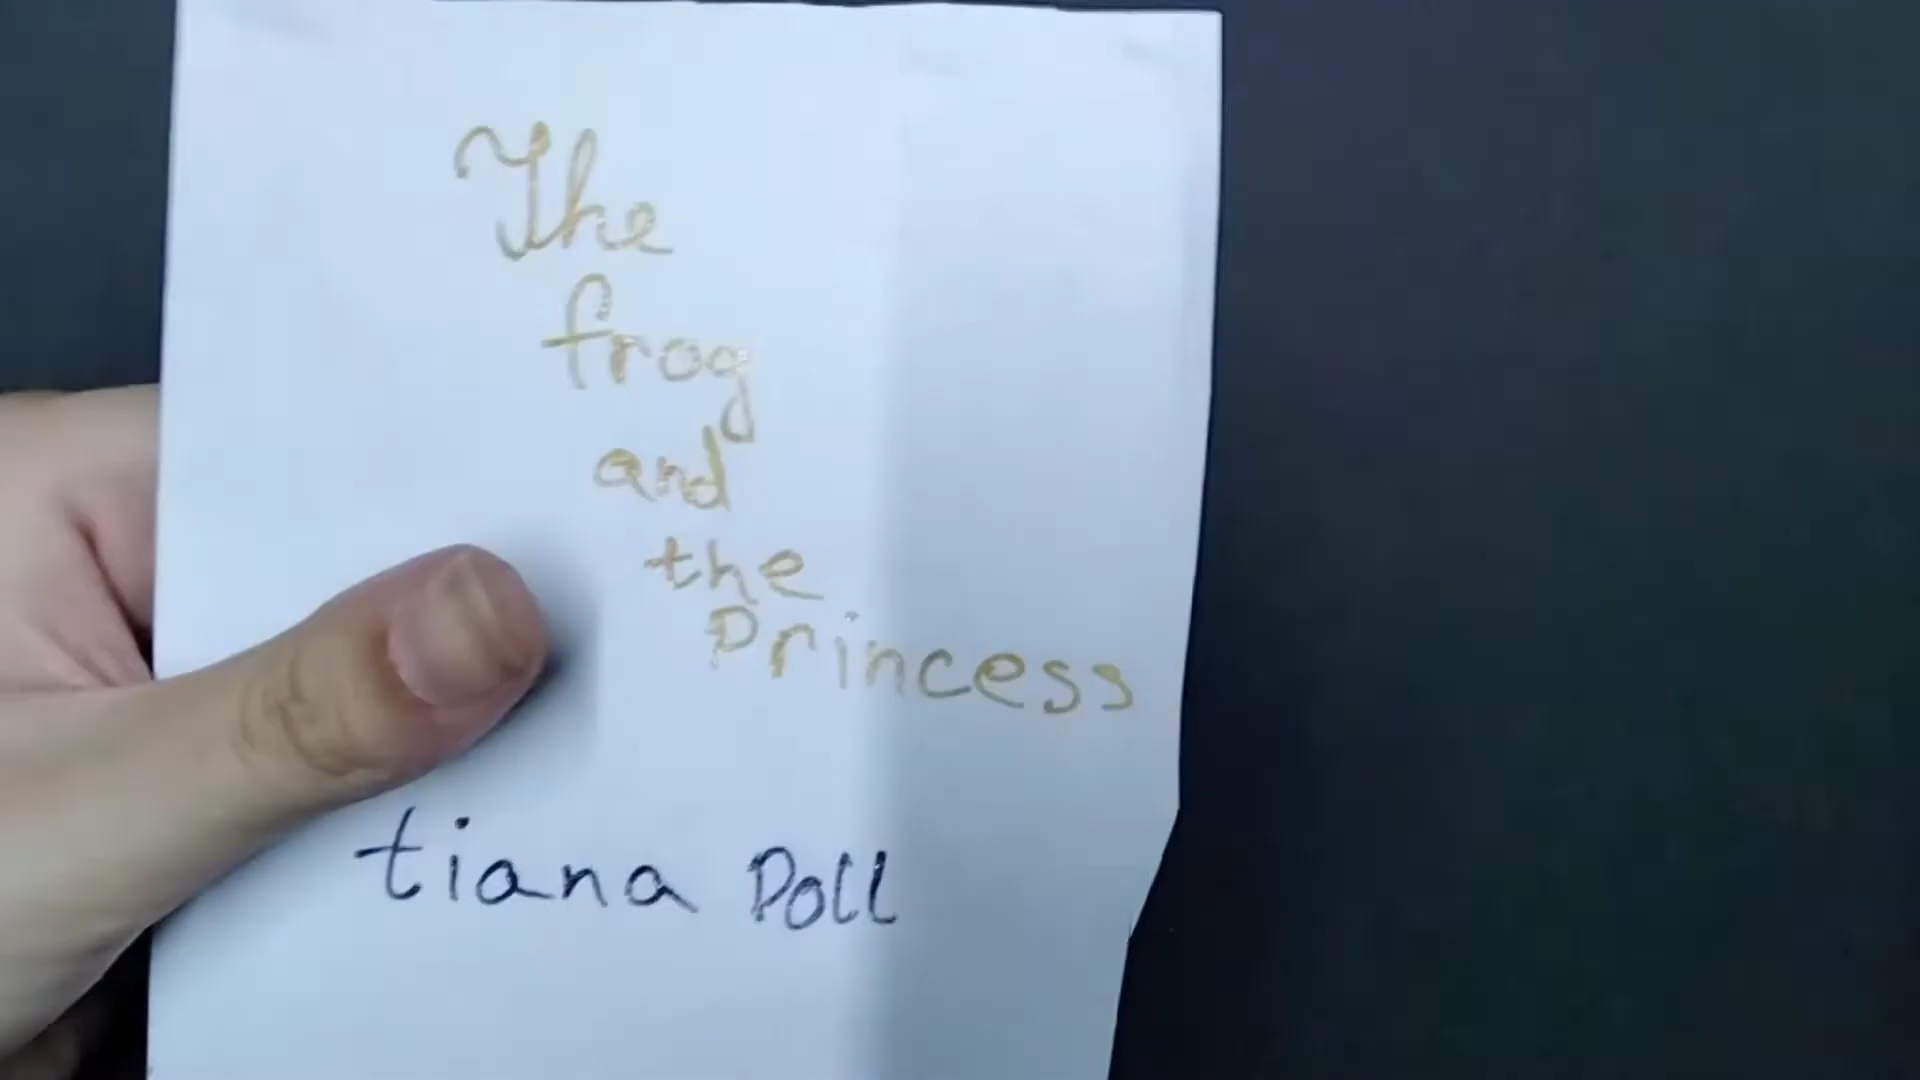 The
frog
and
the
Princess
tiana Doll